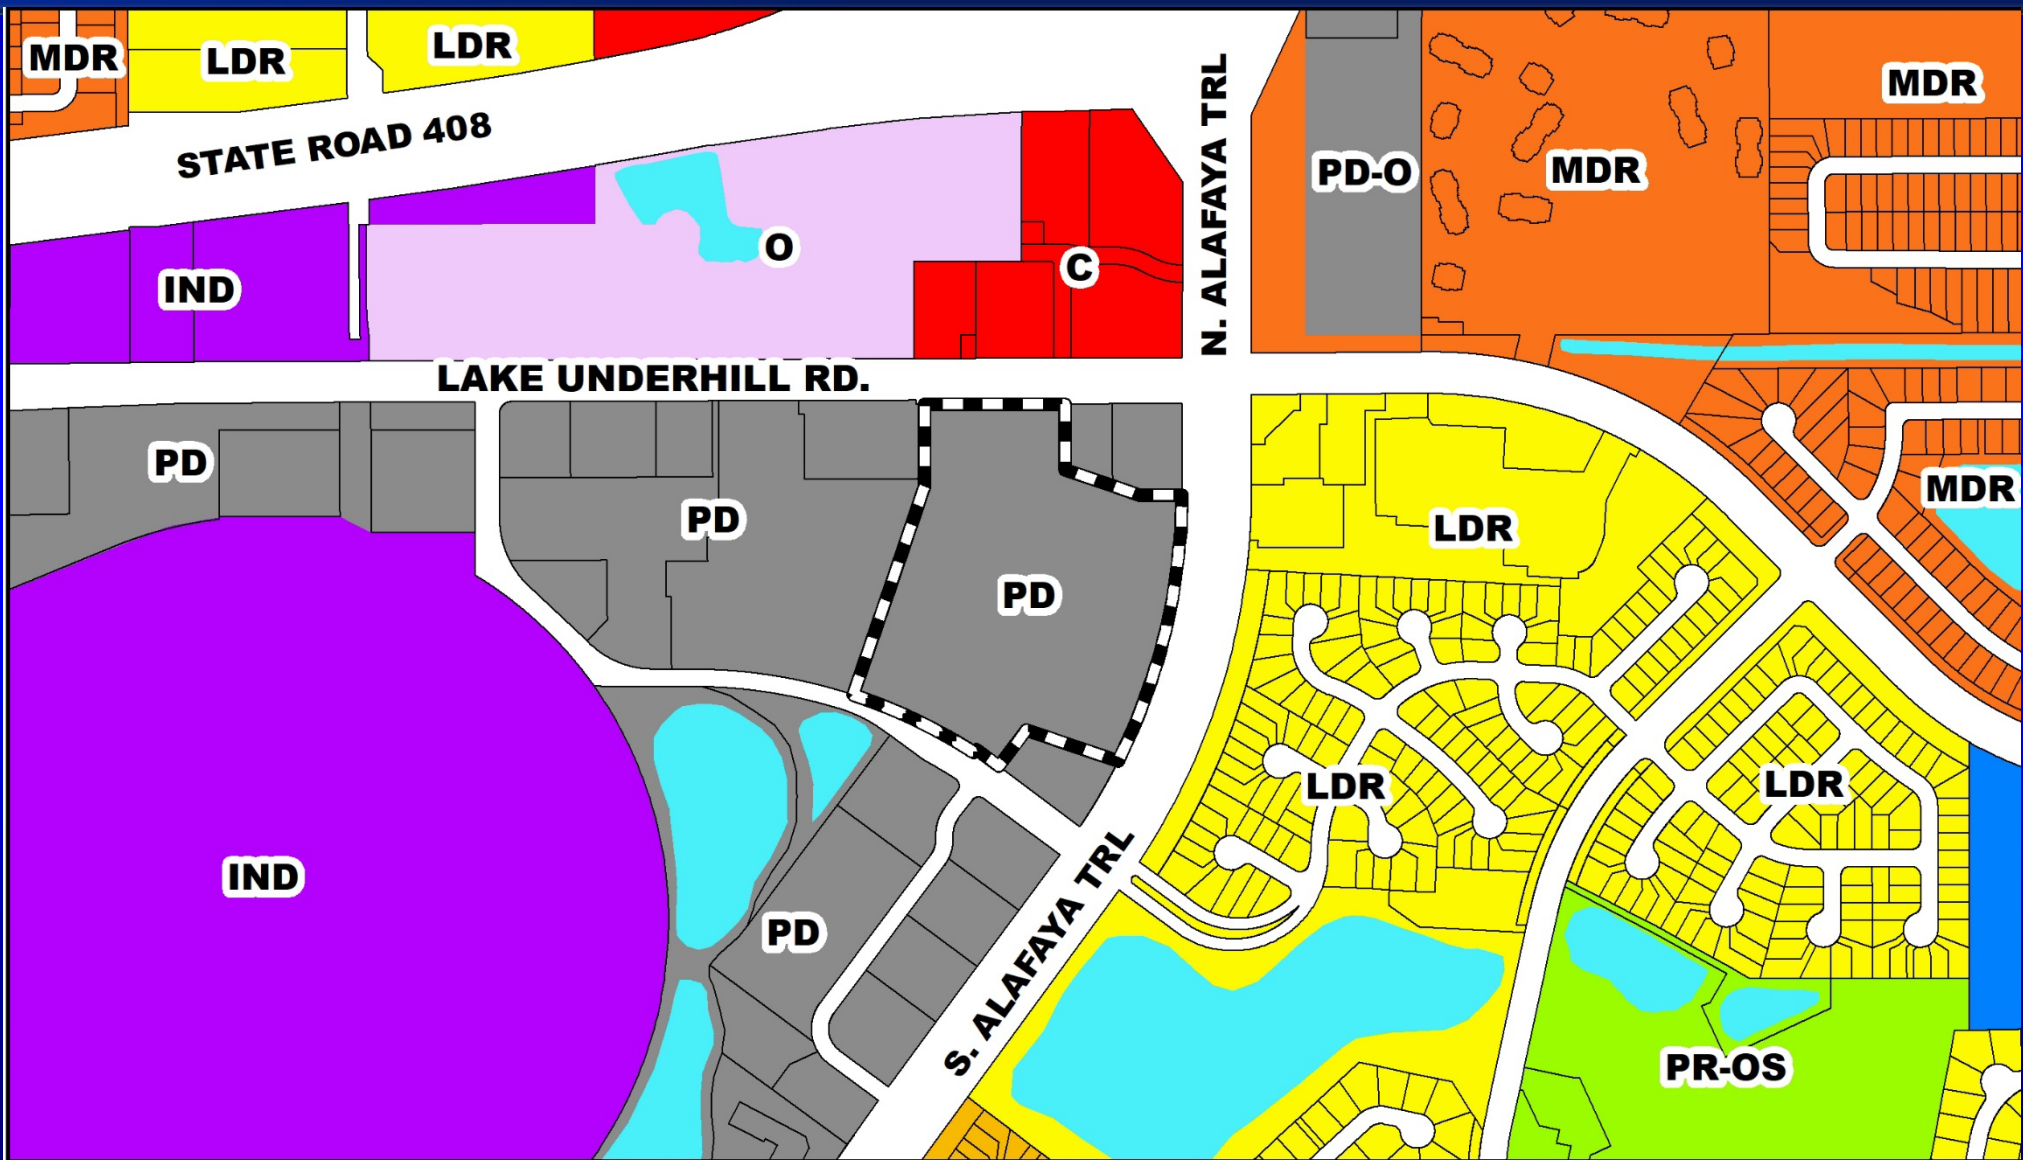 MDR
LDR
LDR
STATE ROAD 408
N. ALAFAYA TRL
MDR
PD-O
MDR
O
C
IND
LAKE UNDERHILL RD.
PD
PD
LDR
MDR
PD
LDR
LDR
IND
PD
S. ALAFAYA TRL
PR-OS